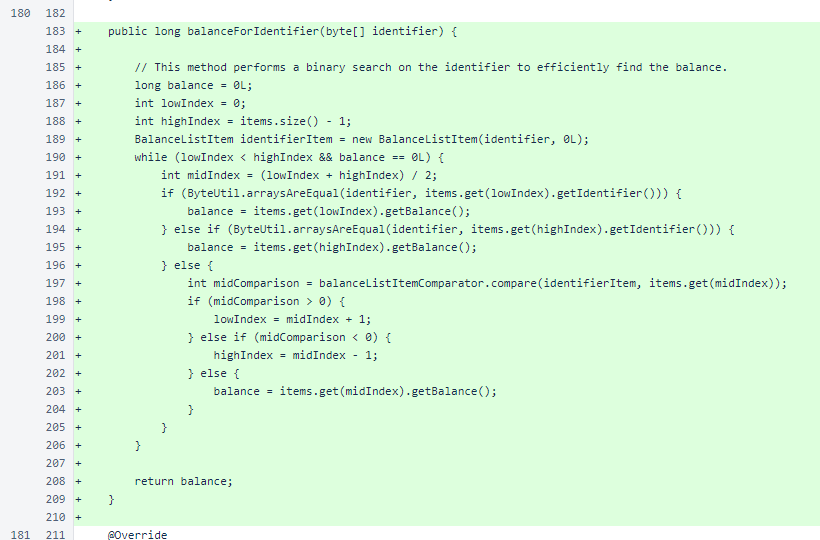 180 182
183 + public long balanceForIdentifier(byte[] identifier) {
184 +
185 + // This method performs a binary search on the identifier to efficiently find the balance.
186 + long balance = 0L;
187 + int lowIndex = 0;
188 + int highIndex = items.size() - 1;
189 + BalanceListItem identifierItem = new BalanceListItem(identifier, 0L);
190 + while (lowIndex < highIndex && balance == 0L) {
191 + int midIndex = (lowIndex + highIndex) / 2;
192 + if (ByteUtil.arraysAreEqual(identifier, items.get(lowIndex).getIdentifier())) {
193 + balance = items.get(lowIndex).getBalance();
194 + } else if (ByteUtil.arraysAreEqual(identifier, items.get(highIndex).getIdentifier())) {
195 + balance = items.get(highIndex).getBalance();
196 + } else {
197 + int midComparison = balanceListItemComparator.compare(identifierItem, items.get(midIndex));
198 + if (midComparison > 0) {
199 + lowIndex = midIndex + 1;
200 + } else if (midComparison < 0) {
201 + highIndex = midIndex - 1;
202 + } else {
203 + balance = items.get(midIndex).getBalance();
204 + }
205 + }
206 + }
207 +
208 + return balance;
209 + }
210 +
181 211 @Override